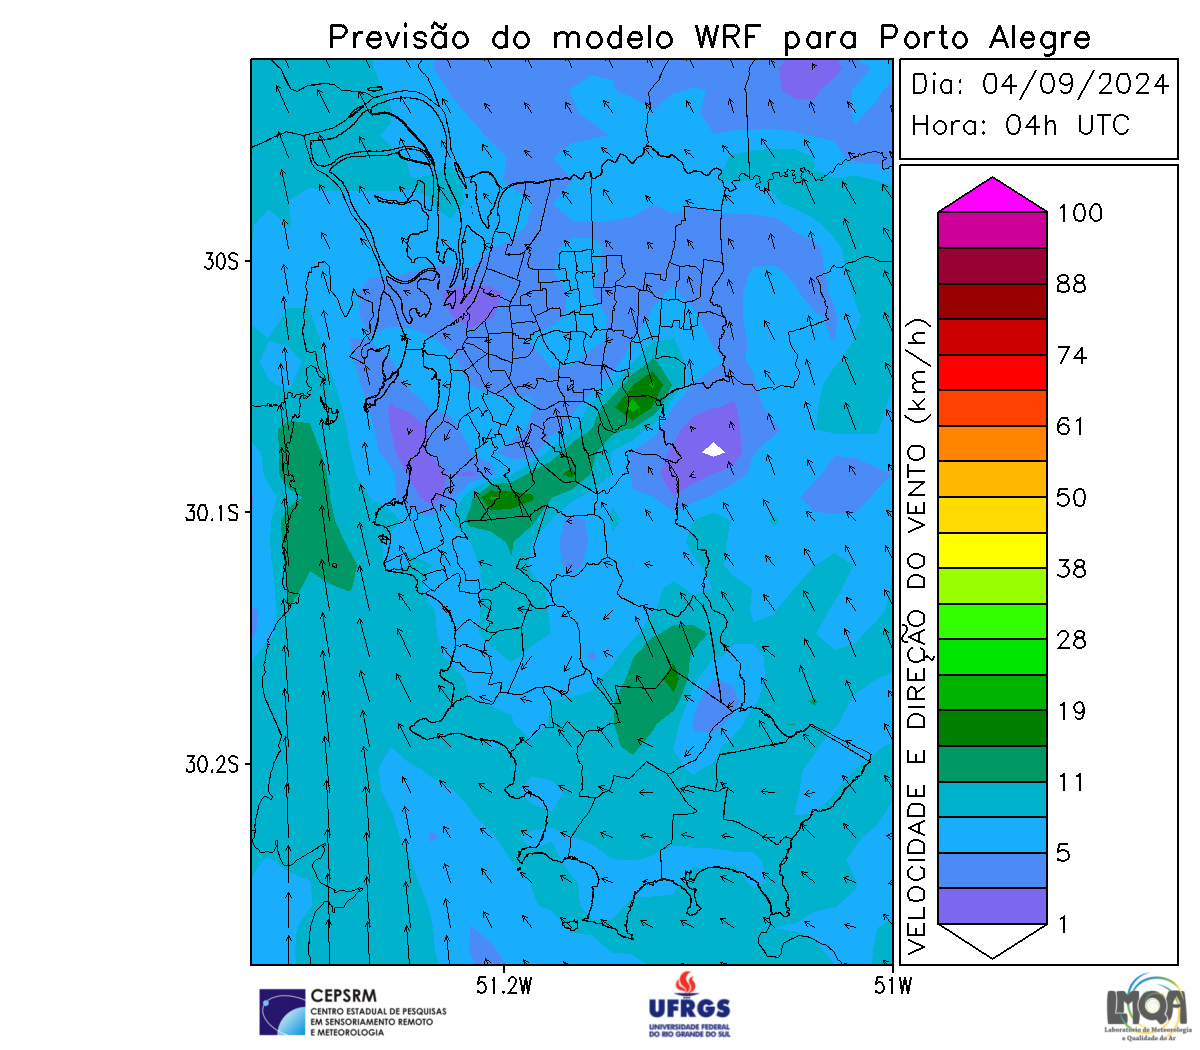 Previsão do modelo WRF para Porto Alegre
Dia: 04/09/2024
Hora: 04h UTC
30S
30.1S
30.2S
51.2W
51W
VELOCIDADE E DIREÇÃO DO VENTO (km/h)
100
88
74
61
50
38
28
19
11
5
1
CEPSRM
CENTRO ESTADUAL DE PESQUISAS
EM SENSORIAMENTO REMOTO
E METEOROLOGIA
UFRGS
UNIVERSIDADE FEDERAL
DO RIO GRANDE DO SUL
LMQA
Laboratório de Meteorologia
e Qualidade do Ar